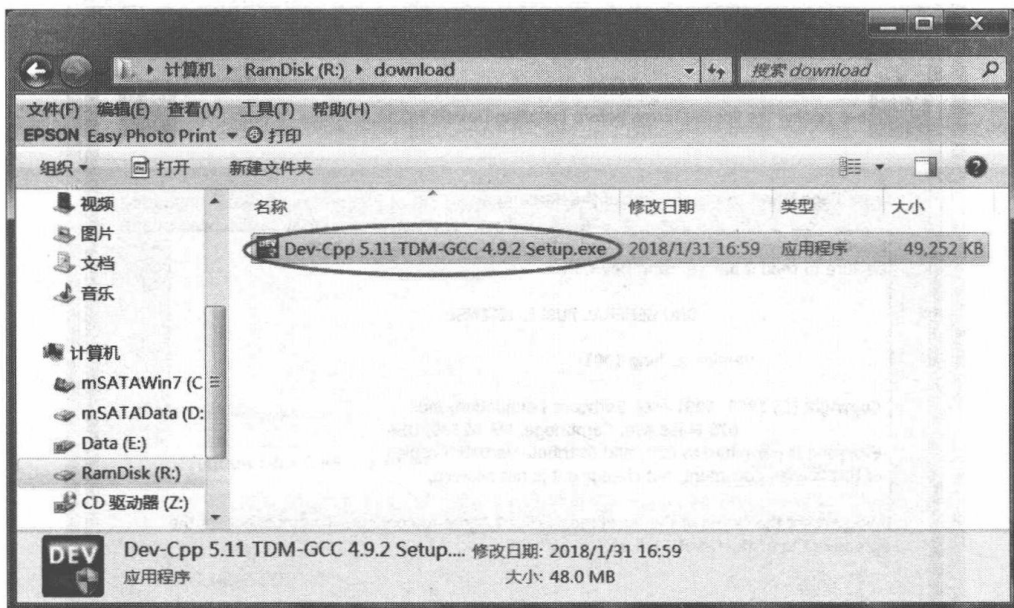 计算机 ▸ RamDisk (R:) ▸ download
搜索 download
文件(F) 编辑(E) 查看(V) 工具(T) 帮助(H)
EPSON Easy Photo Print 打印
组织 打开 新建文件夹
名称 修改日期 类型 大小
Dev-Cpp 5.11 TDM-GCC 4.9.2 Setup.exe 2018/1/31 16:59 应用程序 49,252 KB
视频
图片
文档
音乐
计算机
mSATAWin7 (C
mSATAData (D:
Data (E:)
RamDisk (R:)
CD 驱动器 (Z:)
DEV
Dev-Cpp 5.11 TDM-GCC 4.9.2 Setup.... 修改日期: 2018/1/31 16:59
应用程序 大小: 48.0 MB